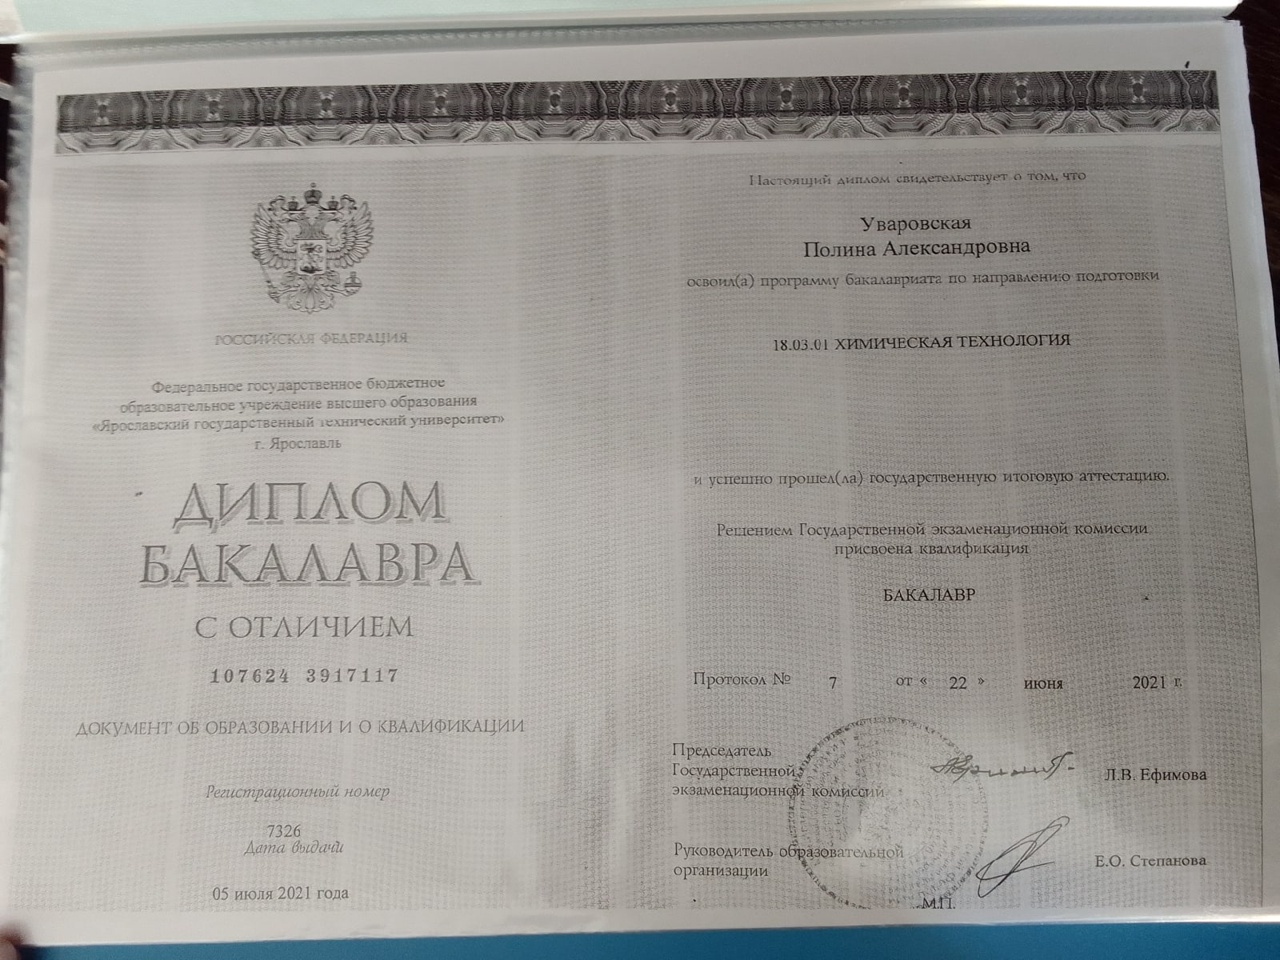 РОССИЙСКАЯ ФЕДЕРАЦИЯ
Федеральное государственное бюджетное
образовательное учреждение высшего образования
«Ярославский государственный технический университет»
г. Ярославль
ДИПЛОМ
БАКАЛАВРА
С ОТЛИЧИЕМ
107624 3917117
ДОКУМЕНТ ОБ ОБРАЗОВАНИИ И О КВАЛИФИКАЦИИ
Регистрационный номер
7326
Дата выдачи
05 июля 2021 года
Настоящий диплом свидетельствует о том, что
Уваровская
Полина Александровна
освоил(а) программу бакалавриата по направлению подготовки
18.03.01 ХИМИЧЕСКАЯ ТЕХНОЛОГИЯ
и успешно прошел(ла) государственную итоговую аттестацию.
Решением Государственной экзаменационной комиссии
присвоена квалификация
БАКАЛАВР
Протокол № 7 от « 22 » июня 2021 г.
Председатель
Государственной
экзаменационной комиссии
Л.В. Ефимова
Руководитель образовательной
организации
Е.О. Степанова
М.П.